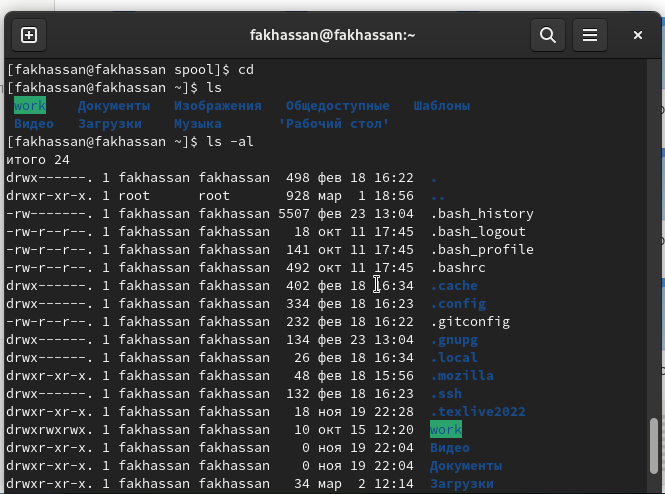 fakhassan@fakhassan:~
[fakhassan@fakhassan spool]$ cd
[fakhassan@fakhassan ~]$ ls
work Документы Изображения Общедоступные Шаблоны
Видео Загрузки Музыка 'Рабочий стол'
[fakhassan@fakhassan ~]$ ls -al
итого 24
drwx------. 1 fakhassan fakhassan 498 фев 18 16:22 .
drwxr-xr-x. 1 root root 928 мар 1 18:56 ..
-rw-------. 1 fakhassan fakhassan 5507 фев 23 13:04 .bash_history
-rw-r--r--. 1 fakhassan fakhassan 18 окт 11 17:45 .bash_logout
-rw-r--r--. 1 fakhassan fakhassan 141 окт 11 17:45 .bash_profile
-rw-r--r--. 1 fakhassan fakhassan 492 окт 11 17:45 .bashrc
drwx------. 1 fakhassan fakhassan 402 фев 18 16:34 .cache
drwx------. 1 fakhassan fakhassan 334 фев 18 16:23 .config
-rw-r--r--. 1 fakhassan fakhassan 232 фев 18 16:22 .gitconfig
drwx------. 1 fakhassan fakhassan 134 фев 23 13:04 .gnupg
drwx------. 1 fakhassan fakhassan 26 фев 18 16:34 .local
drwxr-xr-x. 1 fakhassan fakhassan 48 фев 18 15:56 .mozilla
drwx------. 1 fakhassan fakhassan 132 фев 18 16:23 .ssh
drwxr-xr-x. 1 fakhassan fakhassan 18 ноя 19 22:28 .texlive2022
drwxrwxrwx. 1 fakhassan fakhassan 10 окт 15 12:20 work
drwxr-xr-x. 1 fakhassan fakhassan 0 ноя 19 22:04 Видео
drwxr-xr-x. 1 fakhassan fakhassan 0 ноя 19 22:04 Документы
drwxr-xr-x. 1 fakhassan fakhassan 34 мар 2 12:14 Загрузки